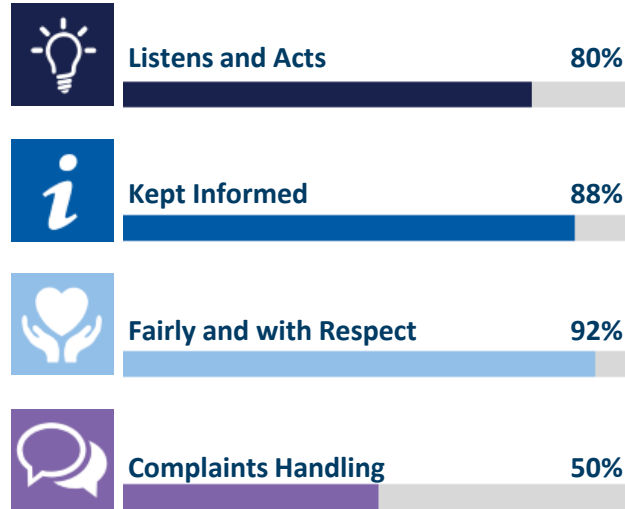 Listens and Acts 80%
Kept Informed 88%
Fairly and with Respect 92%
Complaints Handling 50%